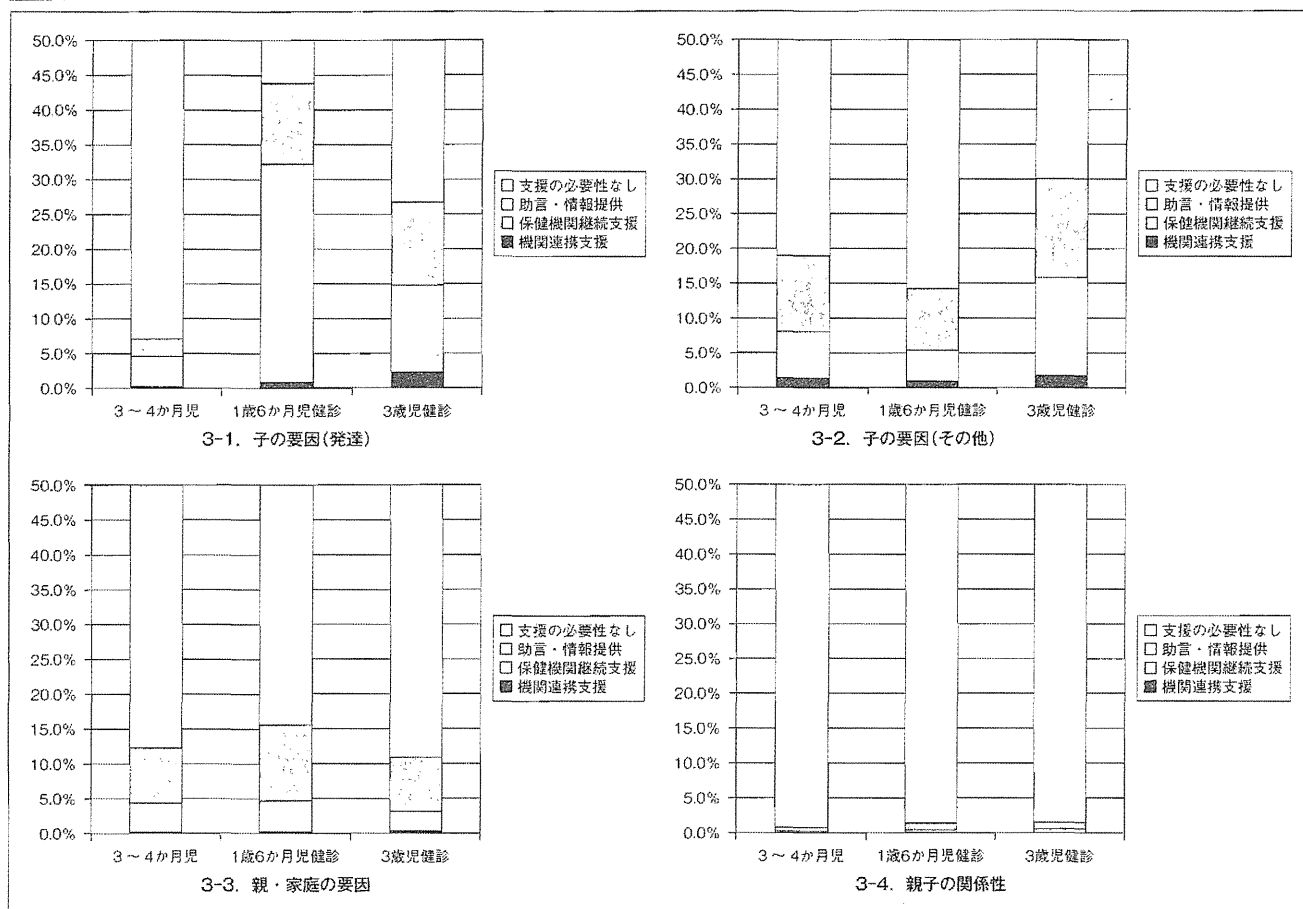 50.0%
45.0%
40.0%
35.0%
30.0%
25.0%
20.0%
15.0%
10.0%
5.0%
0.0%
3～4か月児 1歳6か月児健診 3歳児健診
支援の必要性なし
助言・情報提供
保健機関継続支援
機関連携支援
3-1. 子の要因(発達)
50.0%
45.0%
40.0%
35.0%
30.0%
25.0%
20.0%
15.0%
10.0%
5.0%
0.0%
3～4か月児 1歳6か月児健診 3歳児健診
支援の必要性なし
助言・情報提供
保健機関継続支援
機関連携支援
3-2. 子の要因(その他)
50.0%
45.0%
40.0%
35.0%
30.0%
25.0%
20.0%
15.0%
10.0%
5.0%
0.0%
3～4か月児 1歳6か月児健診 3歳児健診
支援の必要性なし
助言・情報提供
保健機関継続支援
機関連携支援
3-3. 親・家庭の要因
50.0%
45.0%
40.0%
35.0%
30.0%
25.0%
20.0%
15.0%
10.0%
5.0%
0.0%
3～4か月児 1歳6か月児健診 3歳児健診
支援の必要性なし
助言・情報提供
保健機関継続支援
機関連携支援
3-4. 親子の関係性